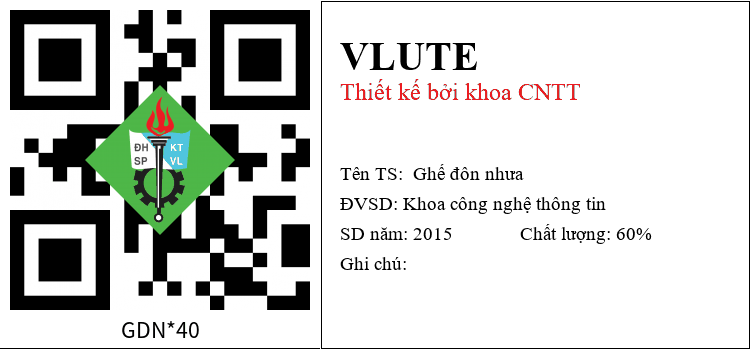 ĐH KT
SP VL
GDN*40
VLUTE
Thiết kế bởi khoa CNTT
Tên TS: Ghế đôn nhưa
ĐVSD: Khoa công nghệ thông tin
SD năm: 2015 Chất lượng: 60%
Ghi chú: